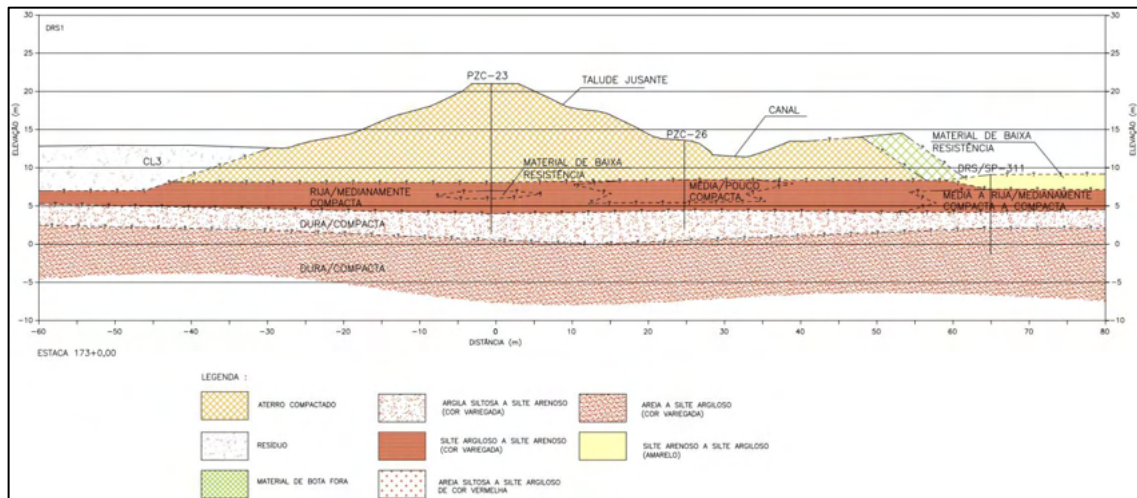 DRS1
PZC-23
TALUDE JUSANTE
PZC-26
CANAL
MATERIAL DE BAIXA
RESISTÊNCIA
CL3
MATERIAL DE BAIXA
RESISTÊNCIA
DRS/SP-311
RIJA/MEDIANAMENTE
COMPACTA
MÉDIA/POUCO
COMPACTA
MÉDIA A RIJA/MEDIANAMENTE
COMPACTA A COMPACTA
DURA/COMPACTA
DURA/COMPACTA
ELEVAÇÃO (m)
30
25
20
15
10
5
0
-5
-10
ELEVAÇÃO (m)
30
25
20
15
10
5
0
-5
-10
-60 -50 -40 -30 -20 -10 0 10 20 30 40 50 60 70 80
DISTÂNCIA (m)
ESTACA 173+0,00
LEGENDA :
ATERRO COMPACTADO
RESÍDUO
MATERIAL DE BOTA FORA
ARGILA SILTOSA A SILTE ARENOSO
(COR VARIEGADA)
SILTE ARGILOSO A SILTE ARENOSO
(COR VARIEGADA)
AREIA SILTOSA A SILTE ARGILOSO
DE COR VERMELHA
AREIA A SILTE ARGILOSO
(COR VARIEGADA)
SILTE ARENOSO A SILTE ARGILOSO
(AMARELO)